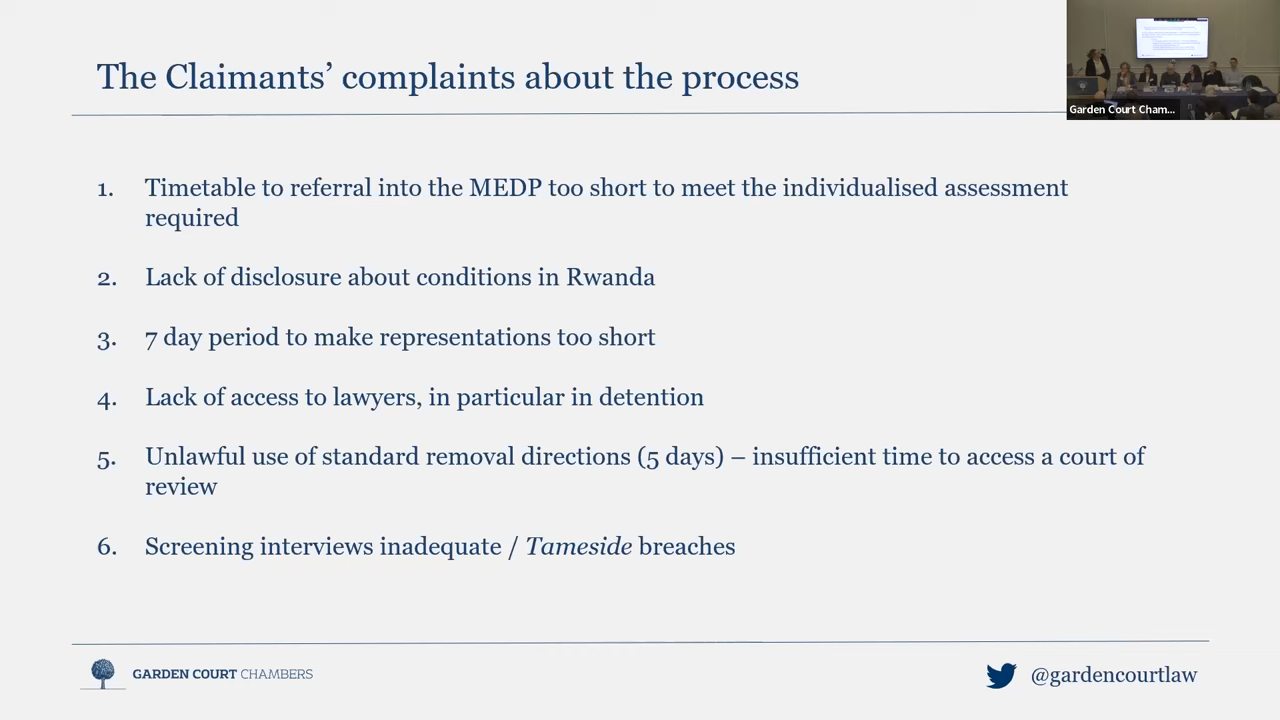 The Claimants’ complaints about the process
Garden Court Cham...
1. Timetable to referral into the MEDP too short to meet the individualised assessment
required
2. Lack of disclosure about conditions in Rwanda
3. 7 day period to make representations too short
4. Lack of access to lawyers, in particular in detention
5. Unlawful use of standard removal directions (5 days) – insufficient time to access a court of
review
6. Screening interviews inadequate / Tameside breaches
GARDEN COURT CHAMBERS
@gardencourtlaw